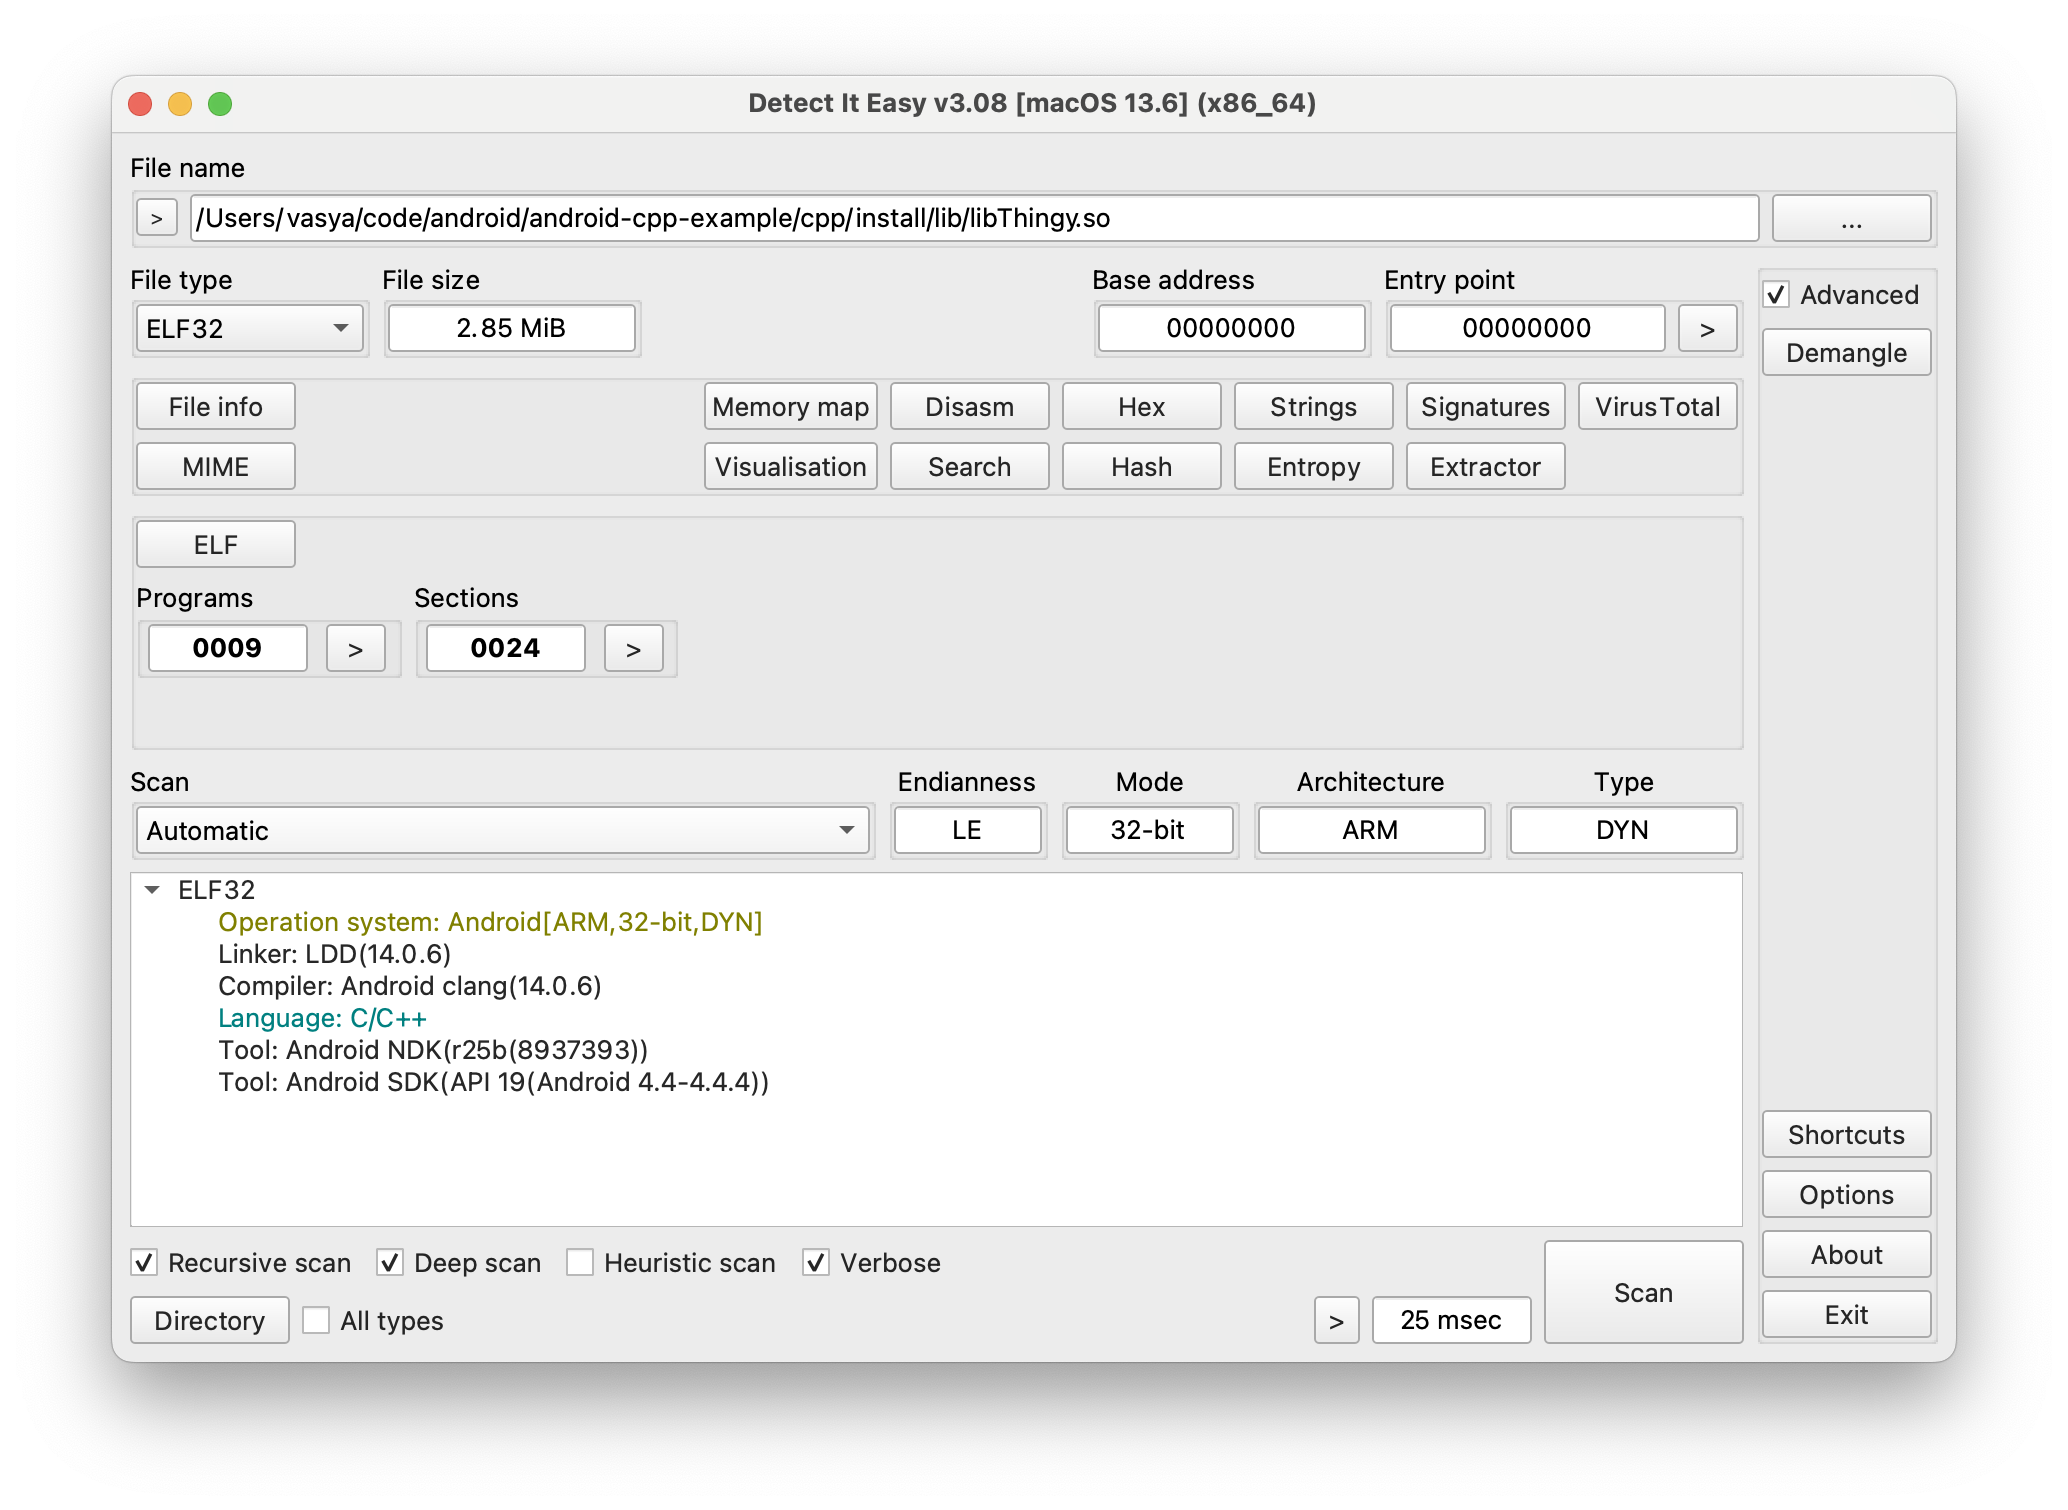 Detect It Easy v3.08 [macOS 13.6] (x86_64)
File name
> /Users/vasya/code/android/android-cpp-example/cpp/install/lib/libThingy.so ...
File type File size Base address Entry point
ELF32 2.85 MiB 00000000 00000000 >
Advanced
Demangle
File info Memory map Disasm Hex Strings Signatures VirusTotal
MIME Visualisation Search Hash Entropy Extractor
ELF
Programs Sections
0009 > 0024 >
Scan Endianness Mode Architecture Type
Automatic LE 32-bit ARM DYN
ELF32
Operation system: Android[ARM,32-bit,DYN]
Linker: LDD(14.0.6)
Compiler: Android clang(14.0.6)
Language: C/C++
Tool: Android NDK(r25b(8937393))
Tool: Android SDK(API 19(Android 4.4-4.4.4))
Shortcuts
Options
About
Exit
Recursive scan Deep scan Heuristic scan Verbose
Directory All types > 25 msec Scan